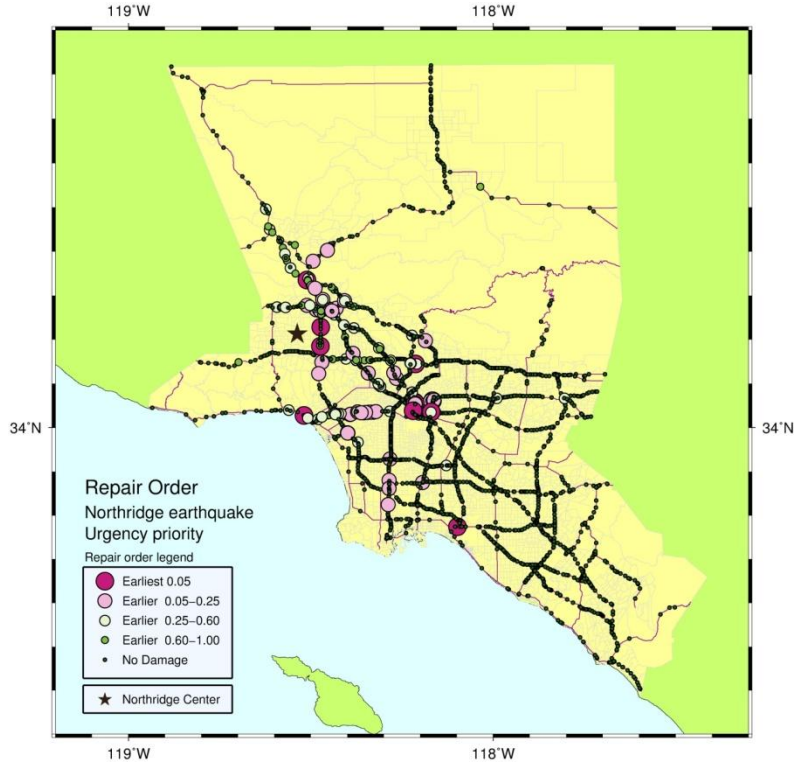 119°W
118°W
34°N
34°N
Repair Order
Northridge earthquake
Urgency priority
Repair order legend
Earliest 0.05
Earlier 0.05–0.25
Earlier 0.25–0.60
Earlier 0.60–1.00
No Damage
Northridge Center
119°W
118°W